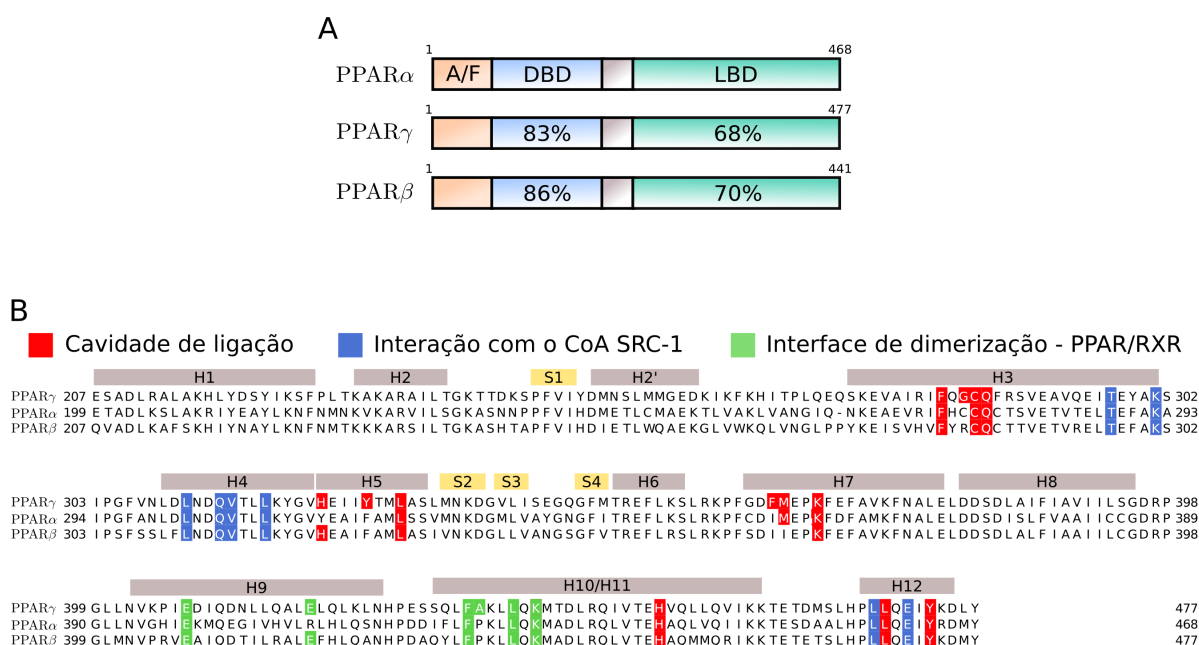 A
1 468
PPARα A/F DBD LBD
1 477
PPARγ 83% 68%
1 441
PPARβ 86% 70%
B
Cavidade de ligação Interação com o CoA SRC-1 Interface de dimerização - PPAR/RXR
H1 H2 S1 H2' H3
PPARγ 207 ESADLRALAKHLYDSYIKSFPLTKAKARAILTGKTTDKSPFVIYDMNSLMMGEDKIKFKHITPLQEQSKEVAIRIFQGCQFRSVEAVQEITEYAKS 302
PPARα 199 ETADLKSLAKRIYEAYLKNFNMNKVKARVILSGKASNNPPFVIHDMETLCMAEKTLVAKLVANGIQ-NKEAEVRIFHCCQCTSVETVTELTEFAKA 293
PPARβ 207 QVADLKAFSKHIYNAYLKNFNMTKKKARSILTGKASHTAPFVIHDIETLWQAEKGLVWKQLVNGLPPYKEISVHVFYRCQCTTVETVRELTEFAKS 302
H4 H5 S2 S3 S4 H6 H7 H8
PPARγ 303 IPGFVNLDLNDQVTLLKYGVHEIIYTMLASLMNKDGVLISEGQGFMTREFLKSLRKPFGDFMEPKFEFAVKFNALELDDSDLAIFIAVIILSGDRP 398
PPARα 294 IPGFANLDLNDQVTLLKYGVYEAIFAMLSSVMNKDGMLVAYGNGFITREFLKSLRKPFCDIMEPKFDFAMKFNALELDDSDISLFVAAIICCGDRP 389
PPARβ 303 IPSFSSLFLNDQVTLLKYGVHEAIFAMLASIVNKDGLLVANGSGFVTREFLKSLRKPFSDIIEPKFEFAVKFNALELDDSDLALFIAAIILCGDRP 398
H9 H10/H11 H12
PPARγ 399 GLLNVKPIEDIQDNLLQALELQLKLNHPESSQLFAKLLQKMTDLRQIVTEHVQLLQVIKKTETDMSLHPLLQEIYKDLY 477
PPARα 390 GLLNVGHIEKMQEGIVHVLRLHLQSNHPDDIFLFPKLLQKMADLRQLVTEHAQLVQIIKKTESDAALHPLLQEIYRDMY 468
PPARβ 399 GLMNVPRVEAIQDTILRALEFHLQANHPDAQYLFPKLLQKMADLRQLVTEHAQMMQRIKKTETETSLHPLLQEIYKDMY 477